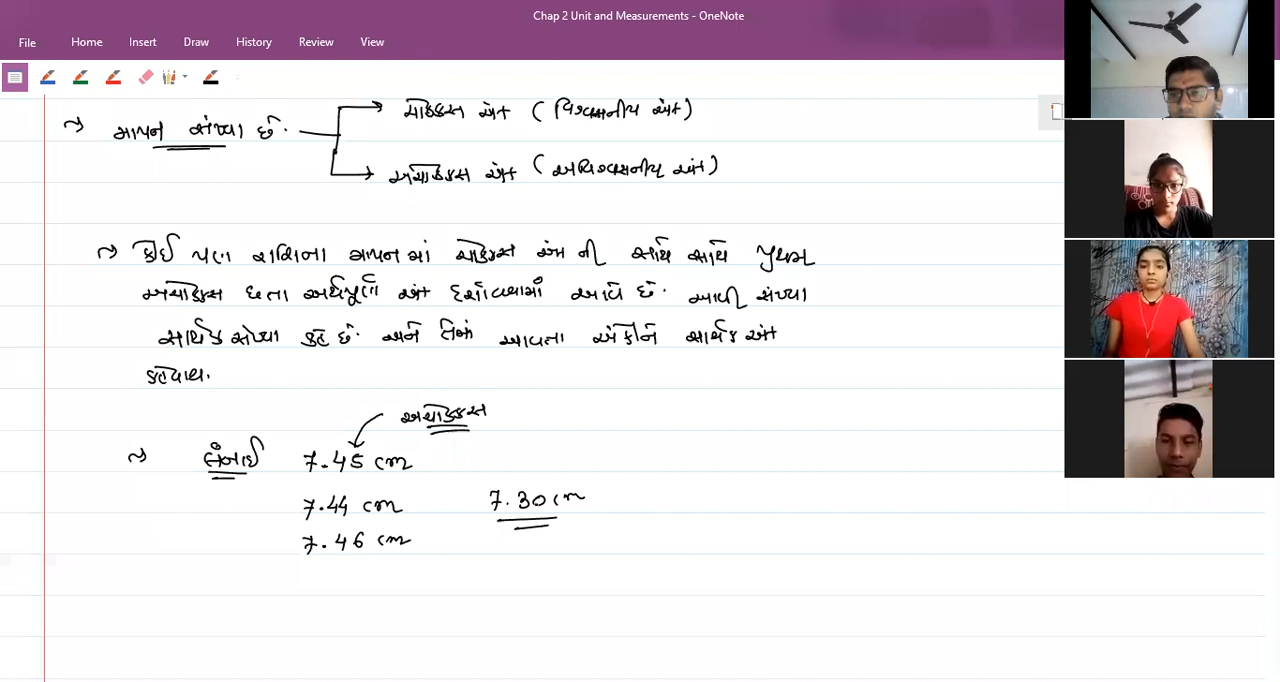 Chap 2 Unit and Measurements - OneNote
File Home Insert Draw History Review View
માપન સંખ્યા છે.
ચોક્કસ અંક (વિશ્વસનીય અંક)
અચોક્કસ અંક (અવિશ્વસનીય અંક)
કોઈ પણ રાશિના માપન માં ચોક્કસ અંક ની સાથે સાથે પ્રથમ
અચોક્કસ છતા અર્થપૂર્ણ અંક દર્શાવવામાં આવે છે. આવી સંખ્યા
સાર્થક સંખ્યા કહે છે. અને તેમાં આવતા અંકોને સાર્થક અંક
કહેવાય.
અચોક્કસ
લંબાઈ 7.45 cm
7.44 cm 7.30 cm
7.46 cm